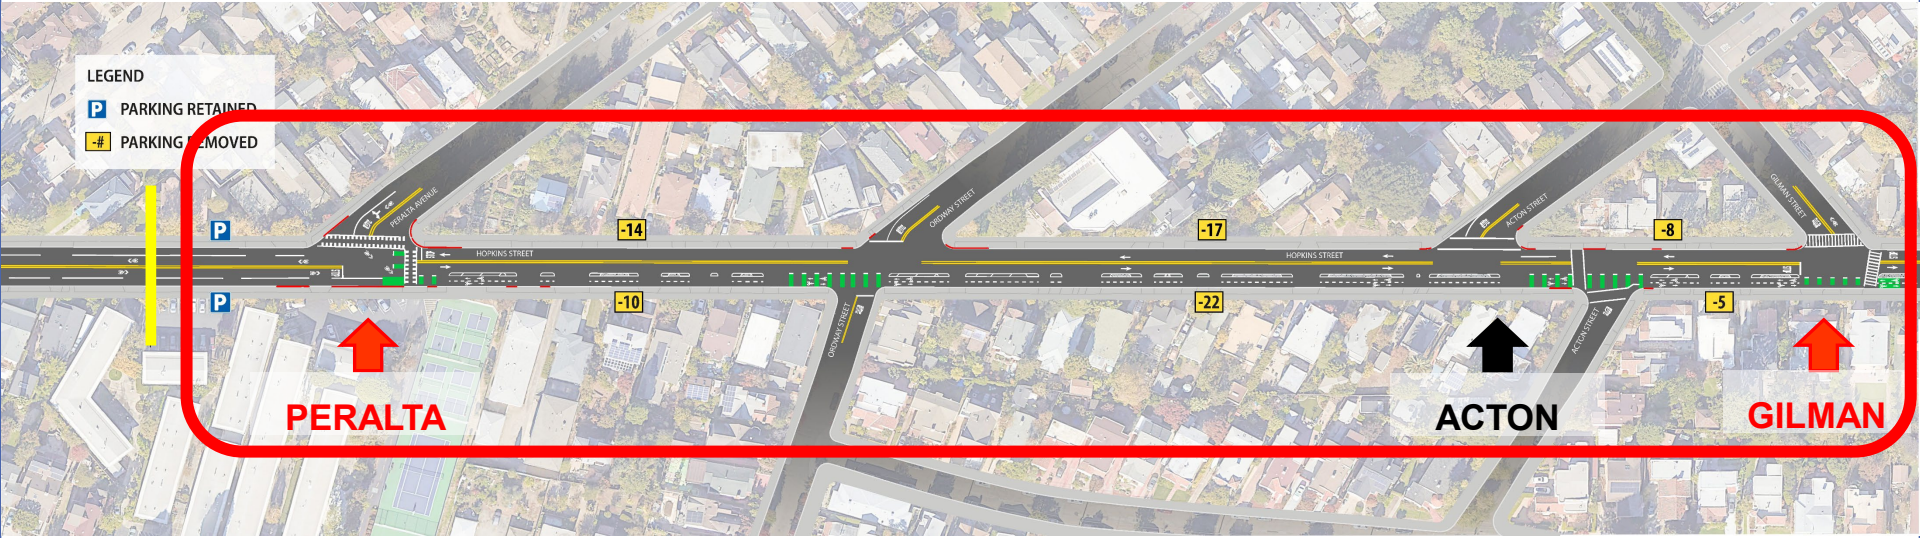 LEGEND
P PARKING RETAINED
-# PARKING REMOVED
PERALTA AVENUE
ORDWAY STREET
ACTON STREET
GILMAN STREET
P
-14
-17
-8
HOPKINS STREET
HOPKINS STREET
P
-10
-22
-5
ORDWAY STREET
ACTON STREET
PERALTA
ACTON
GILMAN